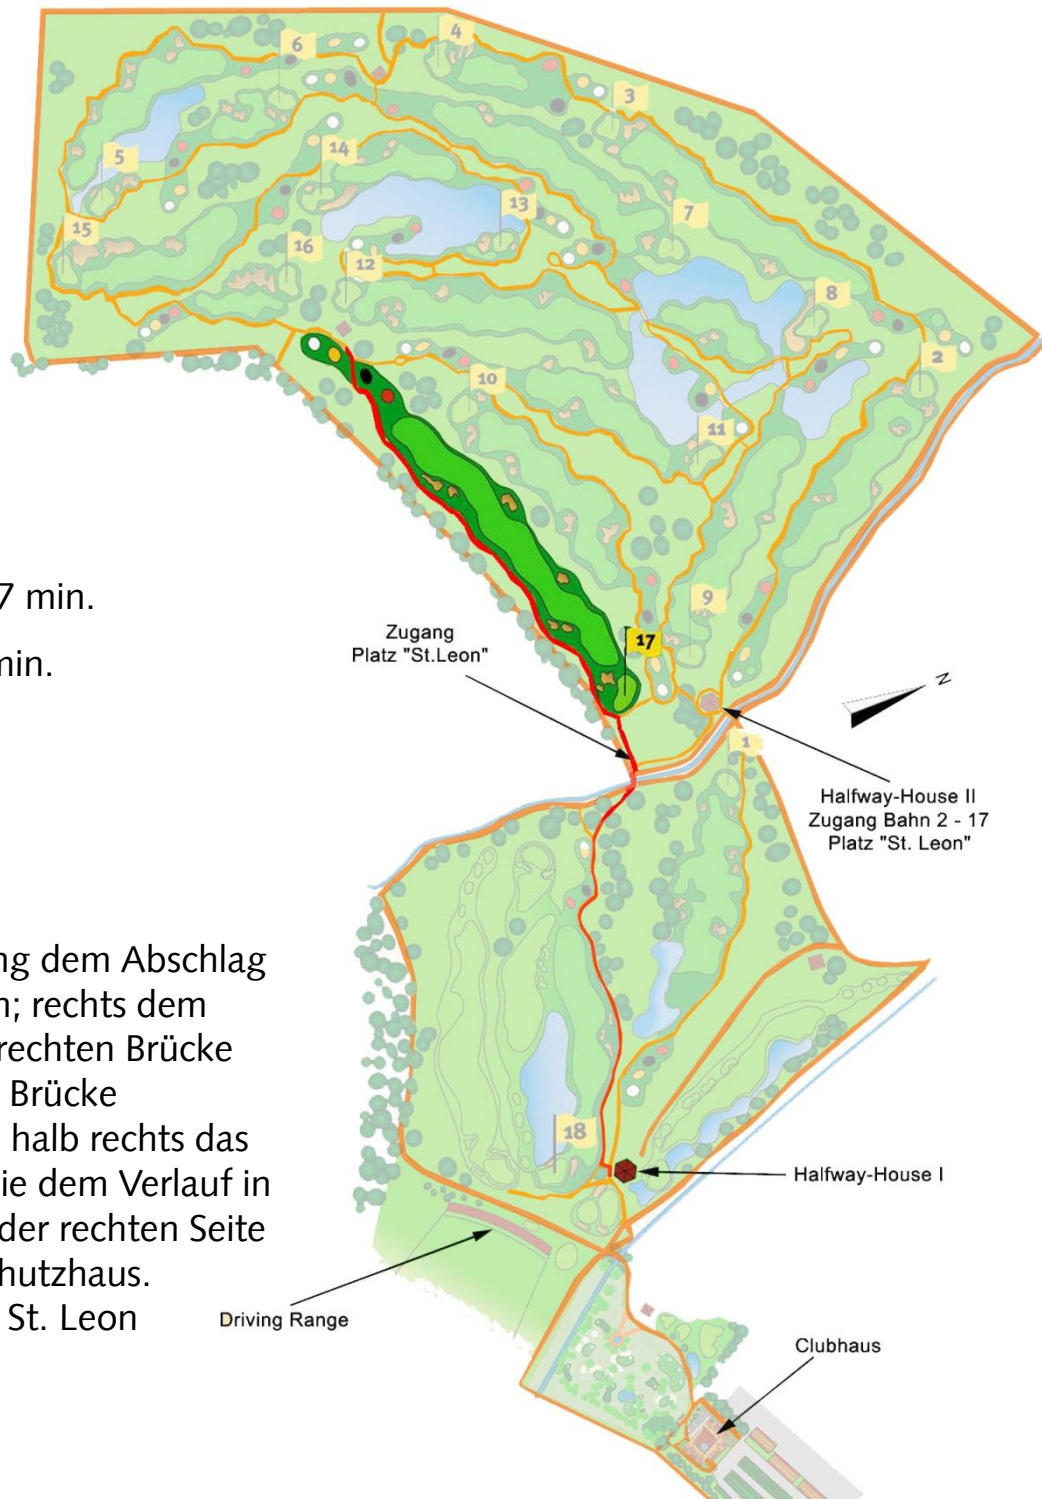 6
4
3
14
5
13
7
15
16
12
8
2
10
11
9
17
7 min.
min.
Zugang
Platz "St.Leon"
N
1
Halfway-House II
Zugang Bahn 2 - 17
Platz "St. Leon"
ng dem Abschlag
n; rechts dem
rechten Brücke
Brücke
halb rechts das
ie dem Verlauf in
der rechten Seite
hutzhaus.
St. Leon
18
Halfway-House I
Driving Range
Clubhaus